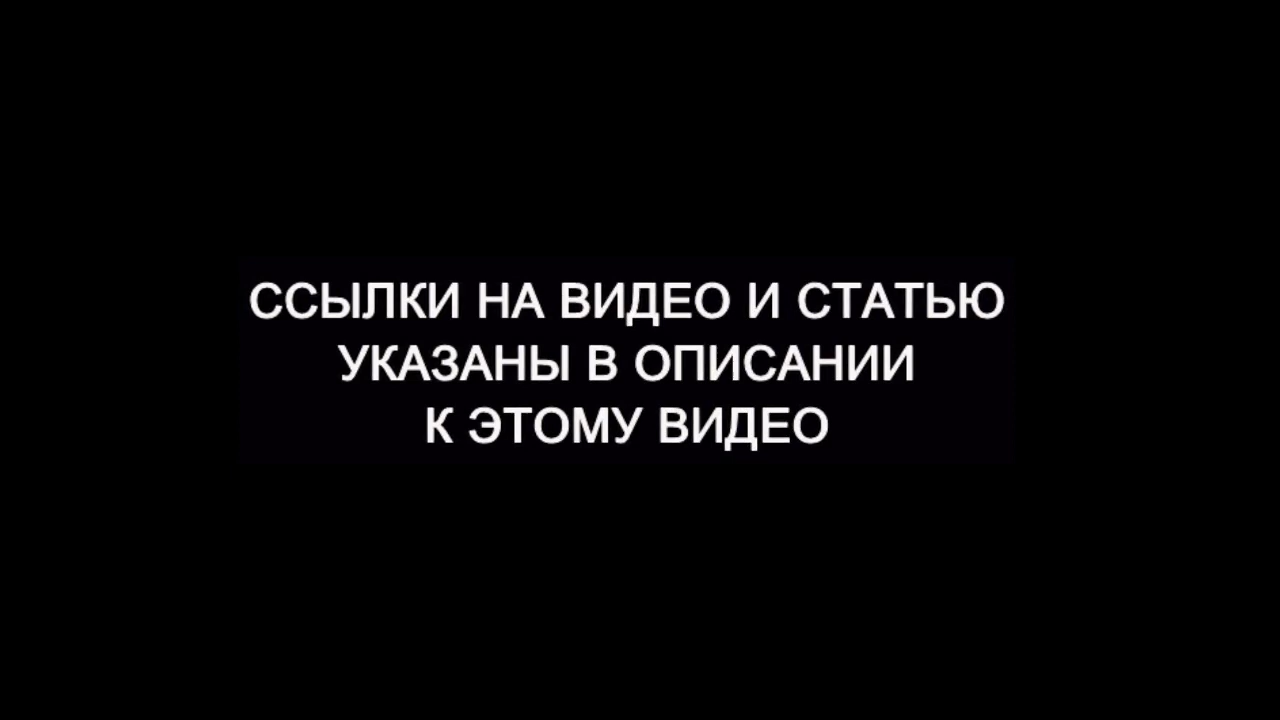 ССЫЛКИ НА ВИДЕО И СТАТЬЮ
УКАЗАНЫ В ОПИСАНИИ
К ЭТОМУ ВИДЕО